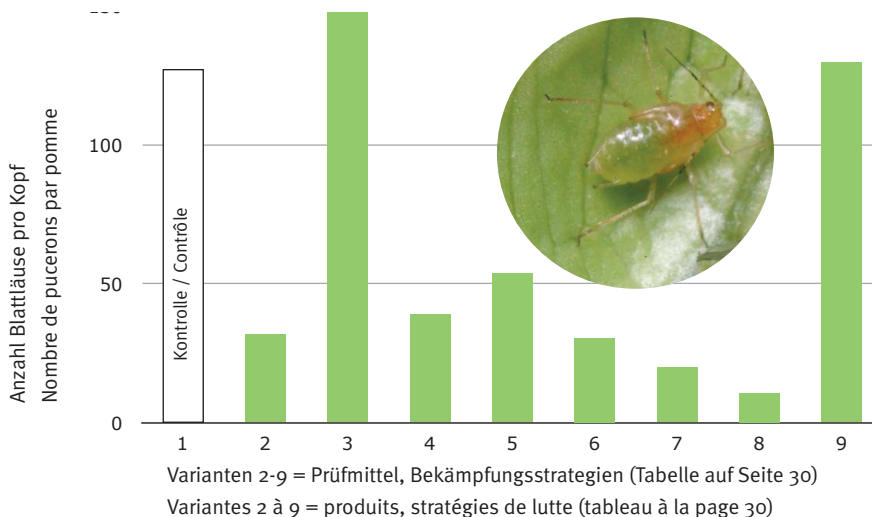 100
50
0
Anzahl Blattläuse pro Kopf
Nombre de pucerons par pomme
Kontrolle / Contrôle
1 2 3 4 5 6 7 8 9
Varianten 2-9 = Prüfmittel, Bekämpfungsstrategien (Tabelle auf Seite 30)
Variantes 2 à 9 = produits, stratégies de lutte (tableau à la page 30)